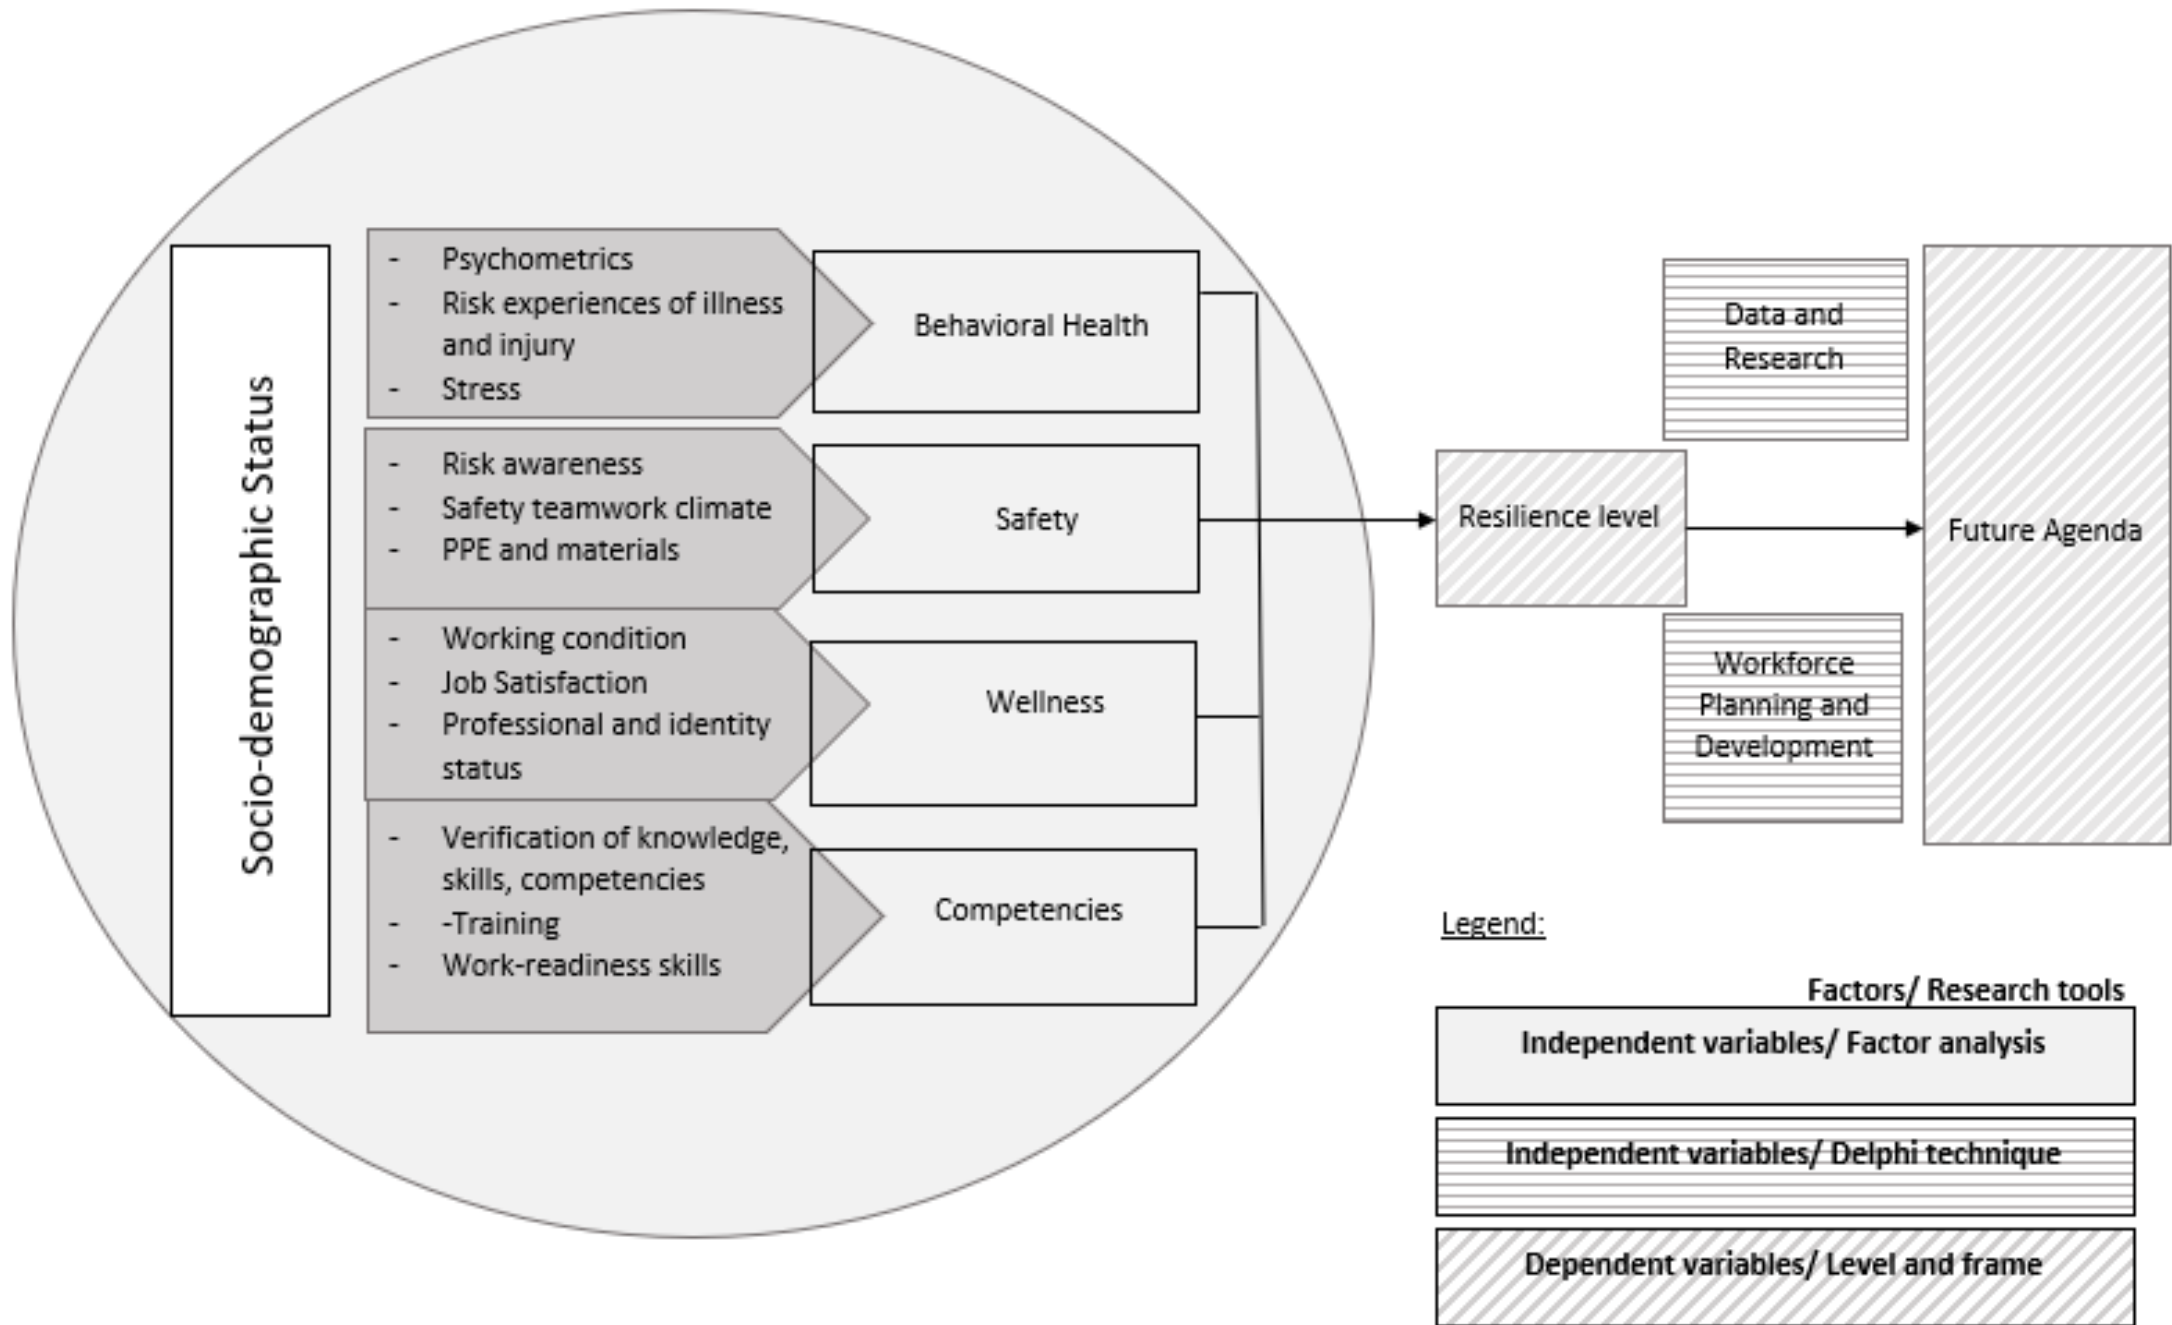 Socio-demographic Status
- Psychometrics
- Risk experiences of illness
and injury
- Stress
Behavioral Health
- Risk awareness
- Safety teamwork climate
- PPE and materials
Safety
- Working condition
- Job Satisfaction
- Professional and identity
status
Wellness
- Verification of knowledge,
skills, competencies
- -Training
- Work-readiness skills
Competencies
Resilience level
Data and
Research
Workforce
Planning and
Development
Future Agenda
Legend:
Factors/ Research tools
Independent variables/ Factor analysis
Independent variables/ Delphi technique
Dependent variables/ Level and frame